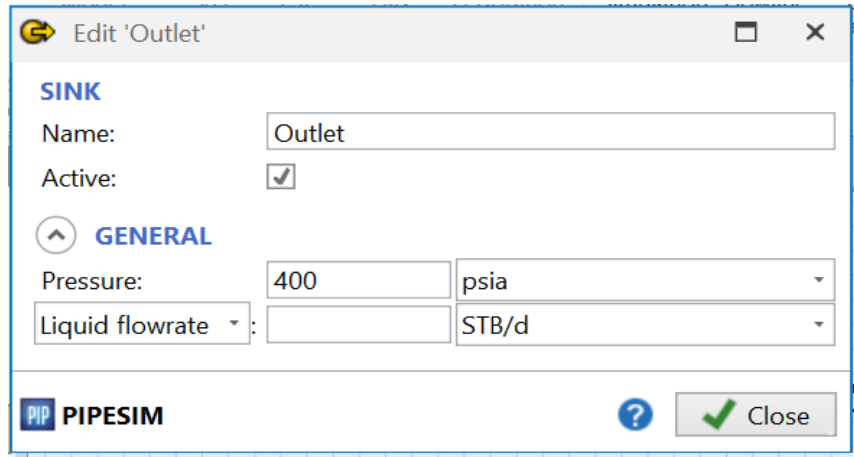 Edit 'Outlet'
SINK
Name: Outlet
Active:
GENERAL
Pressure: 400 psia
Liquid flowrate : STB/d
PIP PIPESIM ? Close